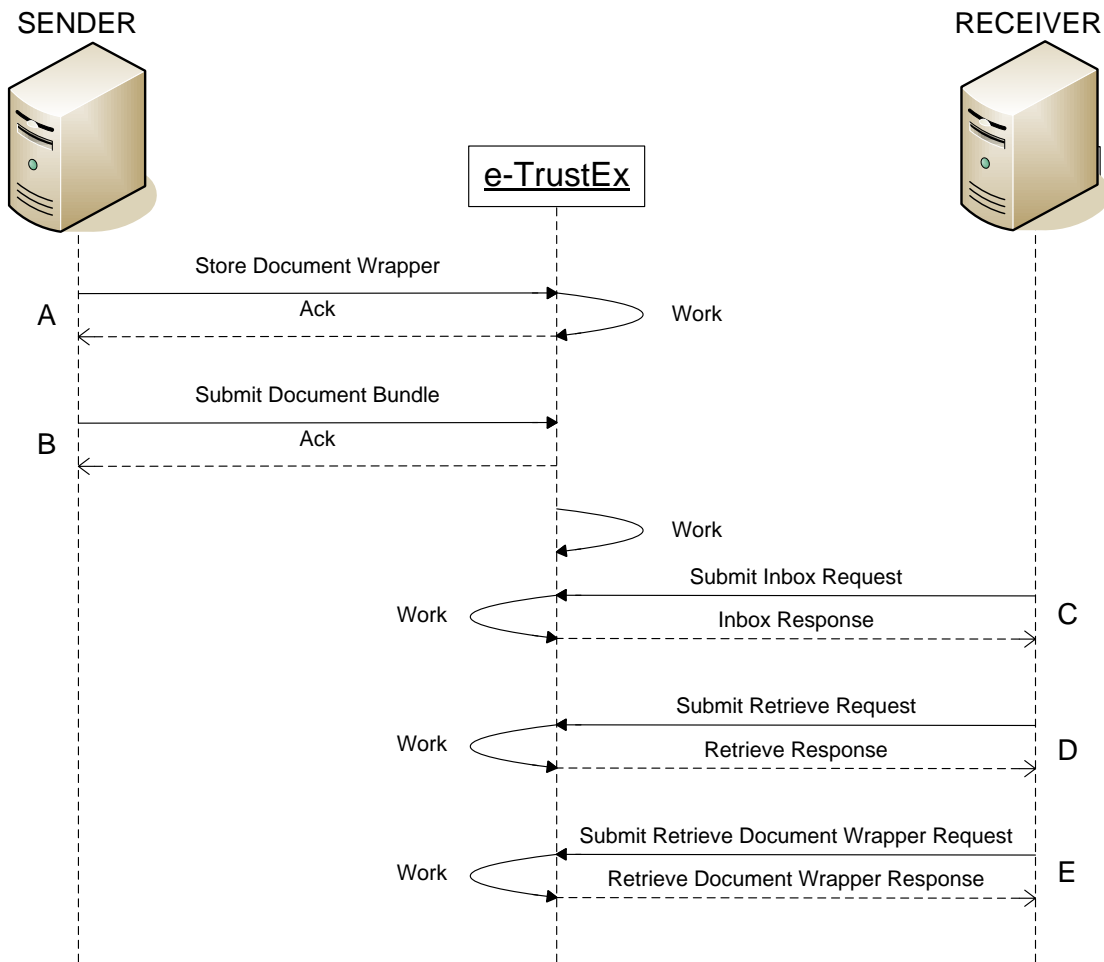 SENDER
RECEIVER
e-TrustEx
Store Document Wrapper
A
Ack
Work
Submit Document Bundle
B
Ack
Work
Submit Inbox Request
Work
Inbox Response
C
Submit Retrieve Request
Work
Retrieve Response
D
Submit Retrieve Document Wrapper Request
Work
Retrieve Document Wrapper Response
E